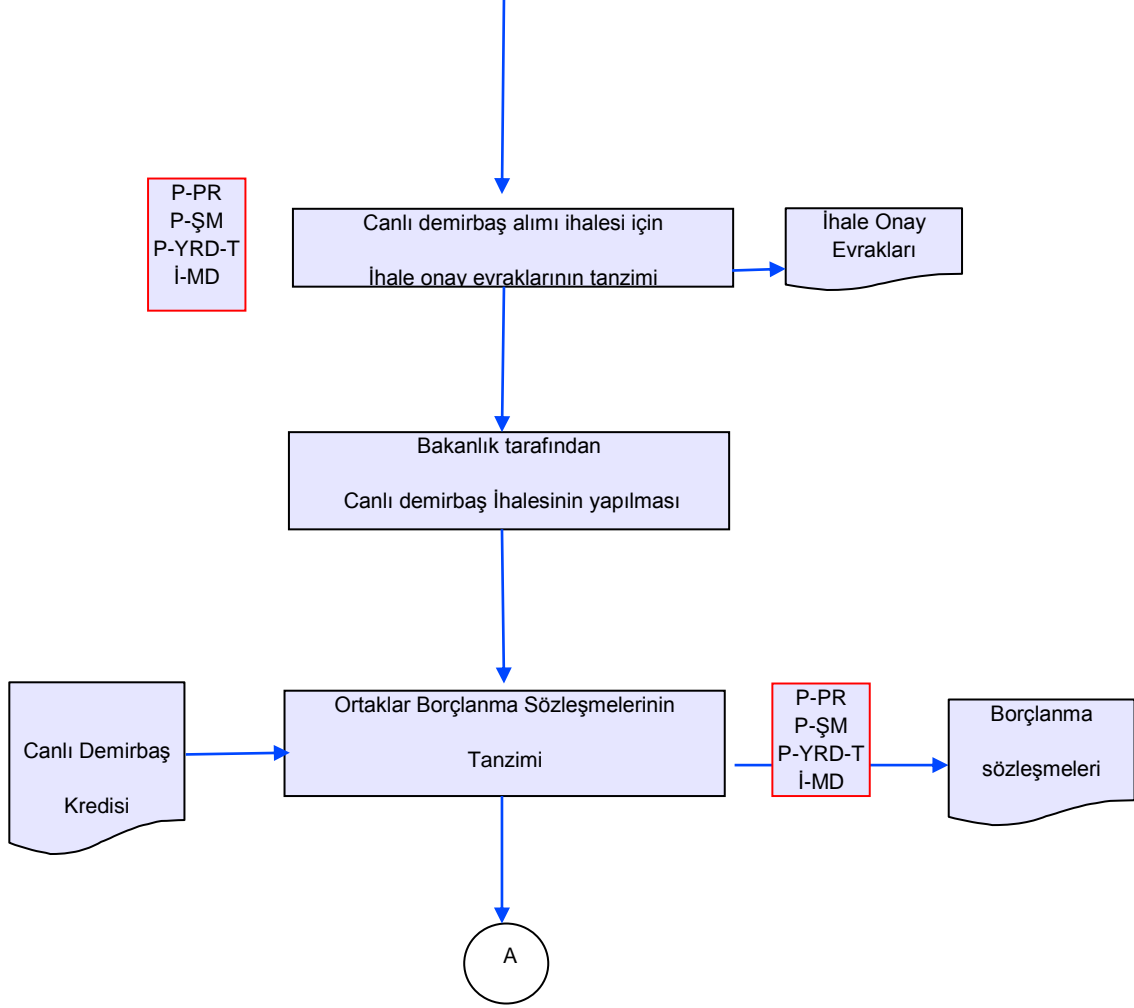 P-PR
P-ŞM
P-YRD-T
İ-MD
Canlı demirbaş alımı ihalesi için
İhale onay evraklarının tanzimi
İhale Onay
Evrakları
Bakanlık tarafından
Canlı demirbaş İhalesinin yapılması
Canlı Demirbaş
Kredisi
Ortaklar Borçlanma Sözleşmelerinin
Tanzimi
P-PR
P-ŞM
P-YRD-T
İ-MD
Borçlanma
sözleşmeleri
A